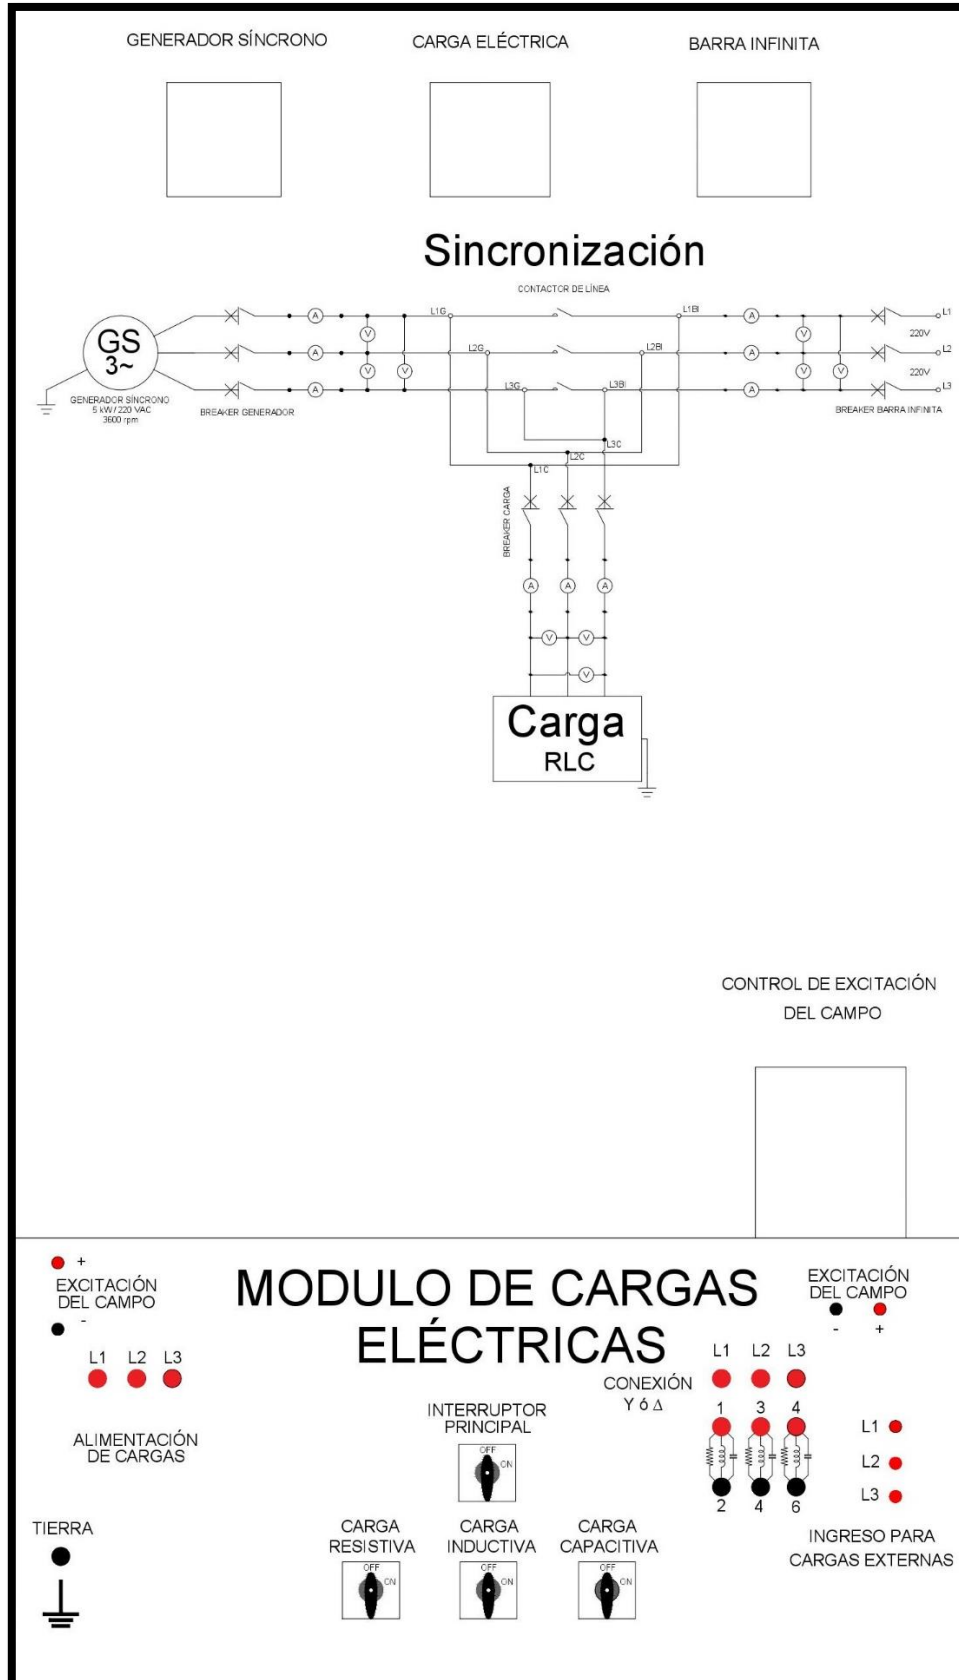 GENERADOR SÍNCRONO
CARGA ELÉCTRICA
BARRA INFINITA
Sincronización
CONTACTOR DE LÍNEA
L1G
L1BI
L1
A
A
V
V
220V
GS
3~
L2G
L2BI
L2
A
A
V
V
V
V
220V
L3G
L3BI
L3
A
A
GENERADOR SÍNCRONO
5 kW / 220 VAC
3600 rpm
BREAKER GENERADOR
BREAKER BARRA INFINITA
L3C
L2C
L1C
BREAKER CARGA
A
A
A
V
V
V
Carga
RLC
CONTROL DE EXCITACIÓN
DEL CAMPO
+
EXCITACIÓN
DEL CAMPO
-
MODULO DE CARGAS
ELÉCTRICAS
EXCITACIÓN
DEL CAMPO
- +
L1 L2 L3
ALIMENTACIÓN
DE CARGAS
L1 L2 L3
CONEXIÓN
Y ó Δ
1 3 4
2 4 6
L1
L2
L3
INGRESO PARA
CARGAS EXTERNAS
INTERRUPTOR
PRINCIPAL
OFF
ON
TIERRA
CARGA
RESISTIVA
OFF
ON
CARGA
INDUCTIVA
OFF
ON
CARGA
CAPACITIVA
OFF
ON